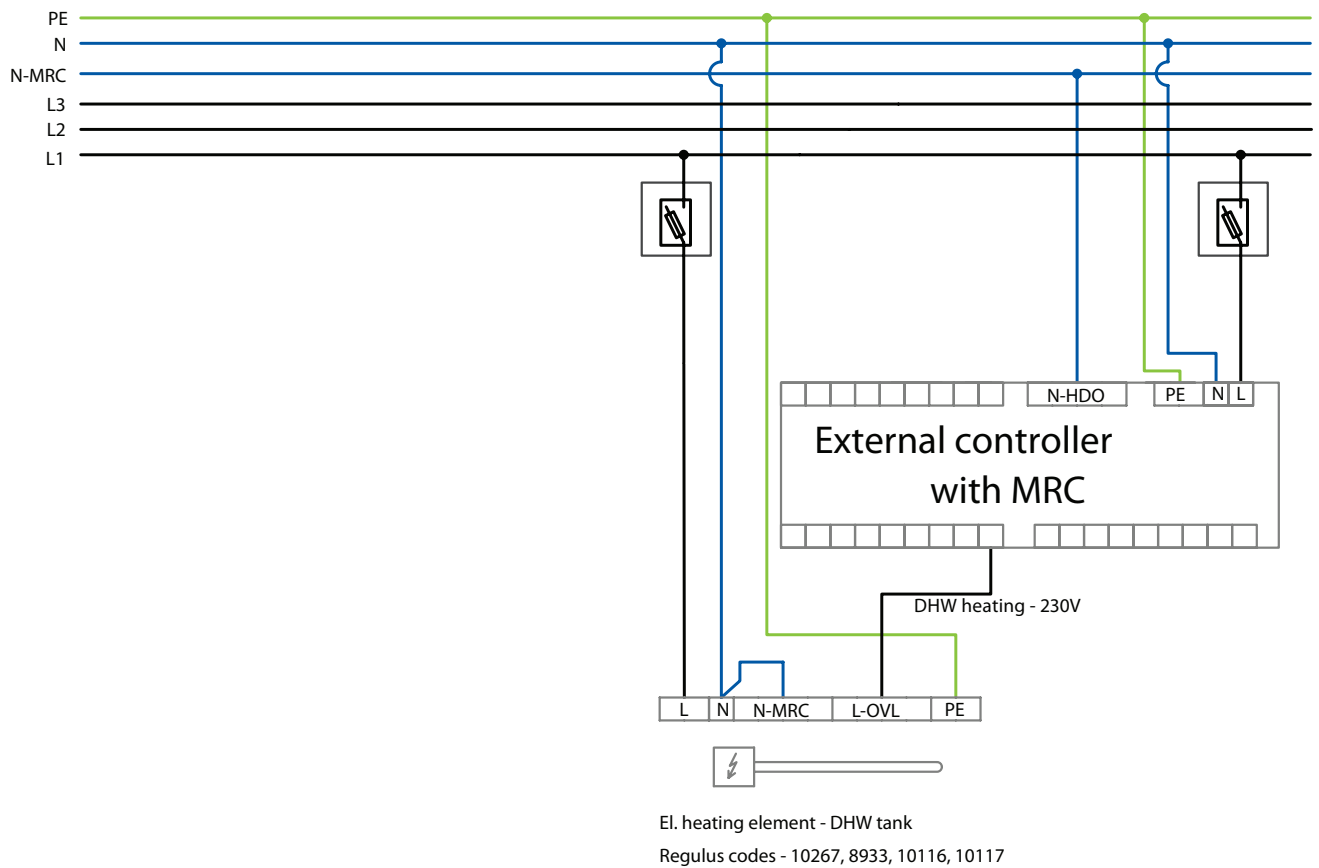 PE
N
N-MRC
L3
L2
L1
N-HDO PE N L
External controller
with MRC
DHW heating - 230V
L N N-MRC L-OVL PE
El. heating element - DHW tank
Regulus codes - 10267, 8933, 10116, 10117